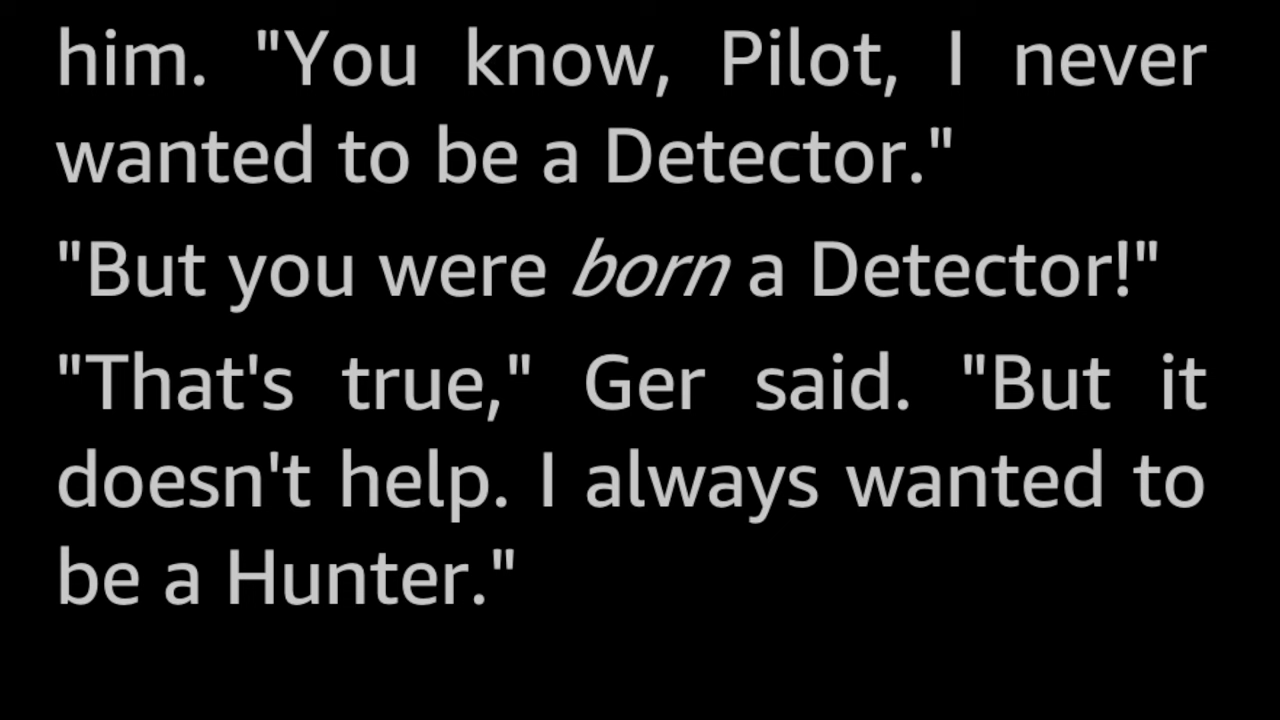 him. "You know, Pilot, I never
wanted to be a Detector."
"But you were born a Detector!"
"That's true," Ger said. "But it
doesn't help. I always wanted to
be a Hunter."